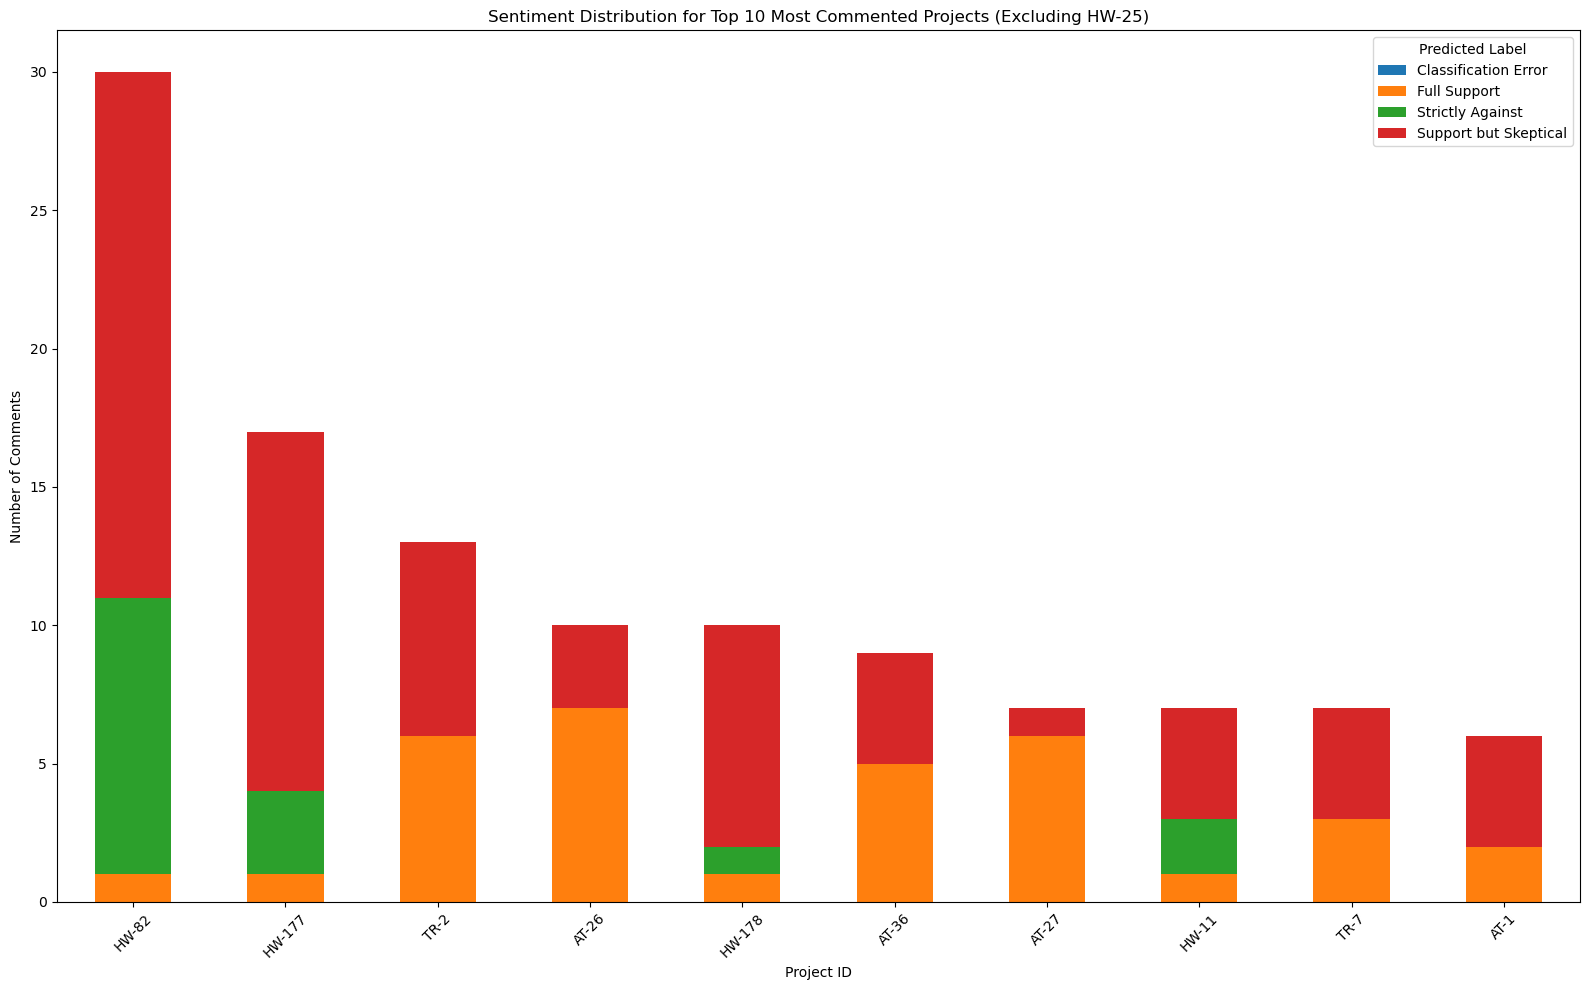 Sentiment Distribution for Top 10 Most Commented Projects (Excluding HW-25)
Predicted Label
Classification Error
Full Support
Strictly Against
Support but Skeptical
Number of Comments
30
25
20
15
10
5
0
HW-82
HW-177
TR-2
AT-26
HW-178
AT-36
AT-27
HW-11
TR-7
AT-1
Project ID